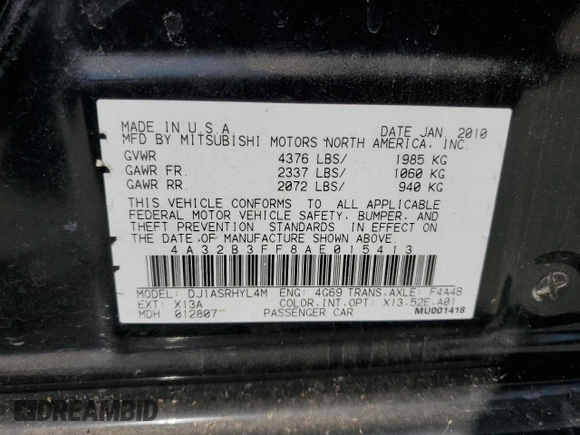 MADE IN U.S.A. DATE JAN 2010
MFD BY MITSUBISHI MOTORS NORTH AMERICA, INC.
GVWR 4376 LBS/ 1985 KG
GAWR FR. 2337 LBS/ 1060 KG
GAWR RR. 2072 LBS/ 940 KG
THIS VEHICLE CONFORMS TO ALL APPLICABLE
FEDERAL MOTOR VEHICLE SAFETY, BUMPER, AND
THEFT PREVENTION STANDARDS IN EFFECT ON
THE DATE OF MANUFACTURE SHOWN ABOVE.
4A32B3FF8AE015413
MODEL: DJ1ASRHYL4M ENG: 4G69 TRANS,AXLE: F4A4B
EXT: X13A COLOR,INT,OPT: X13,52E,A01
MDH 012807 PASSENGER CAR MU001418
DREAMBID